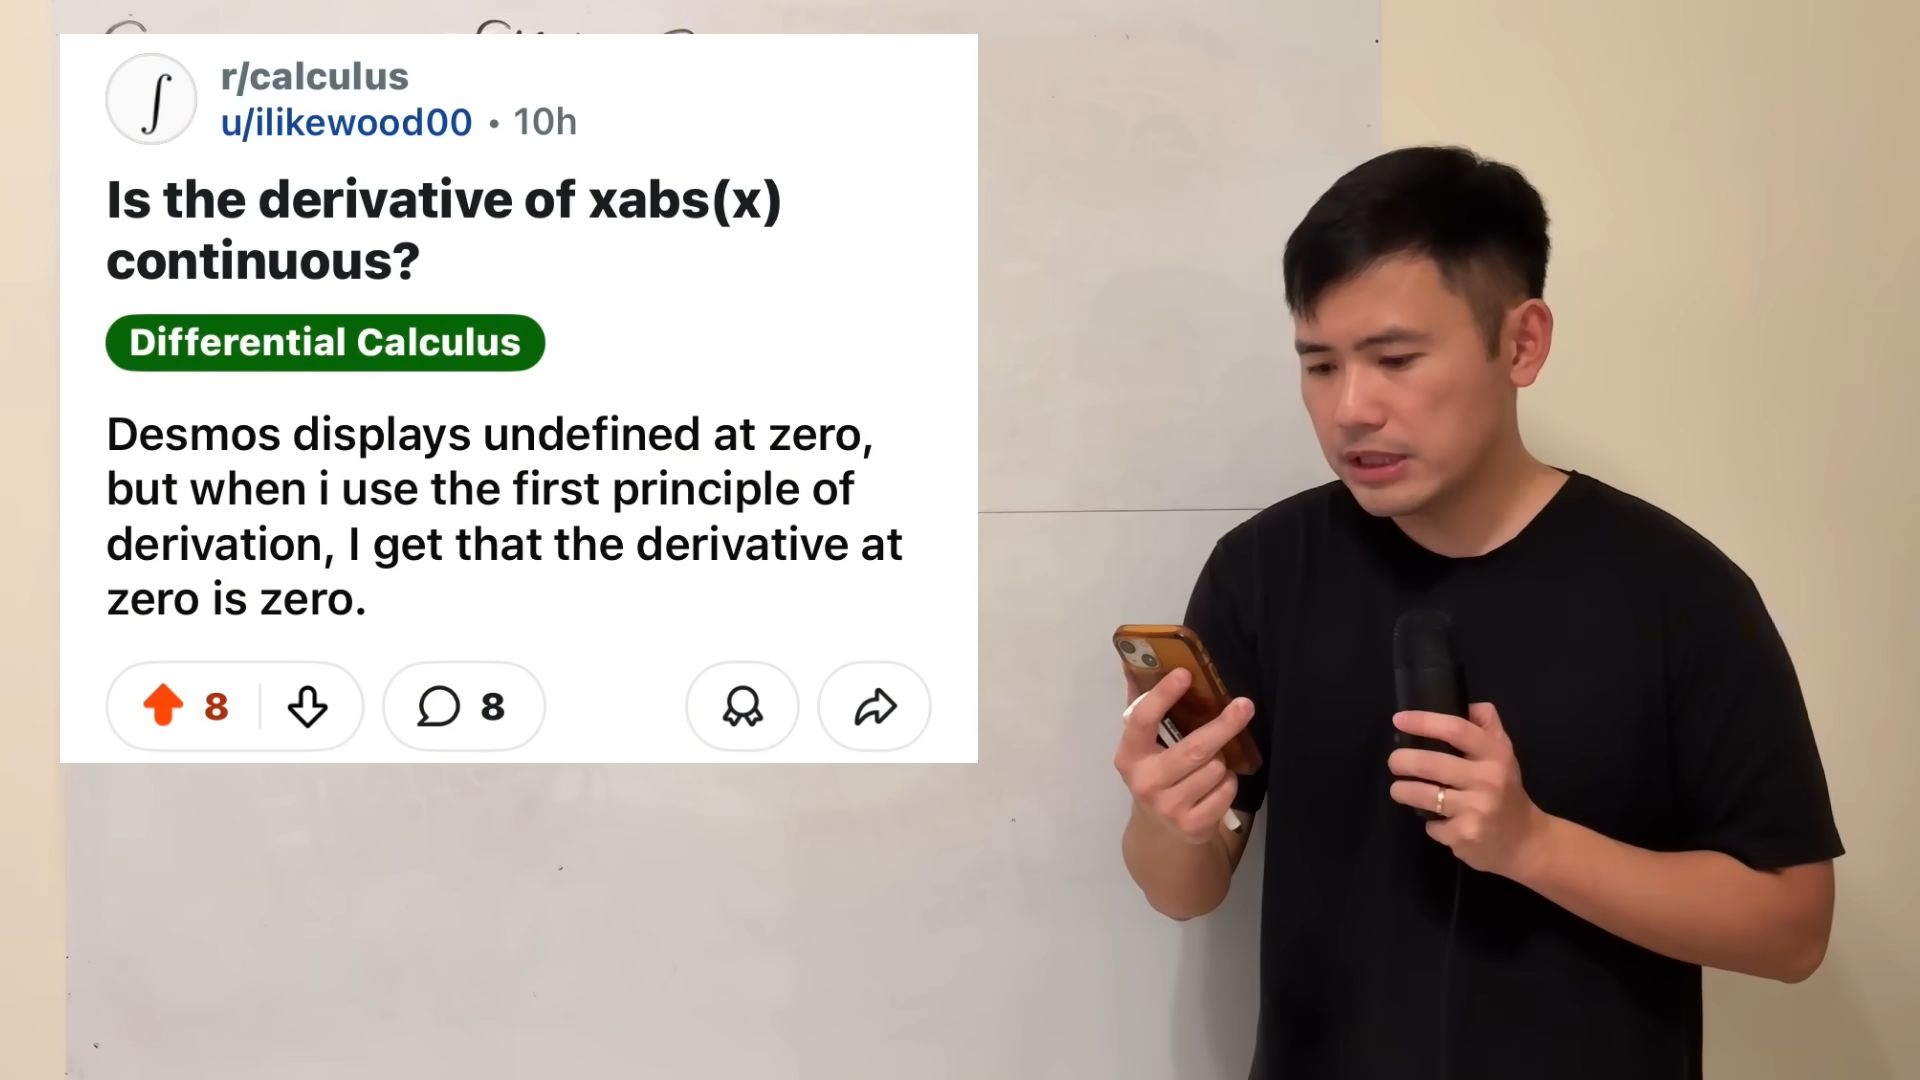 r/calculus
u/ilikewood00 • 10h
Is the derivative of xabs(x)
continuous?
Differential Calculus
Desmos displays undefined at zero,
but when i use the first principle of
derivation, I get that the derivative at
zero is zero.
8 8